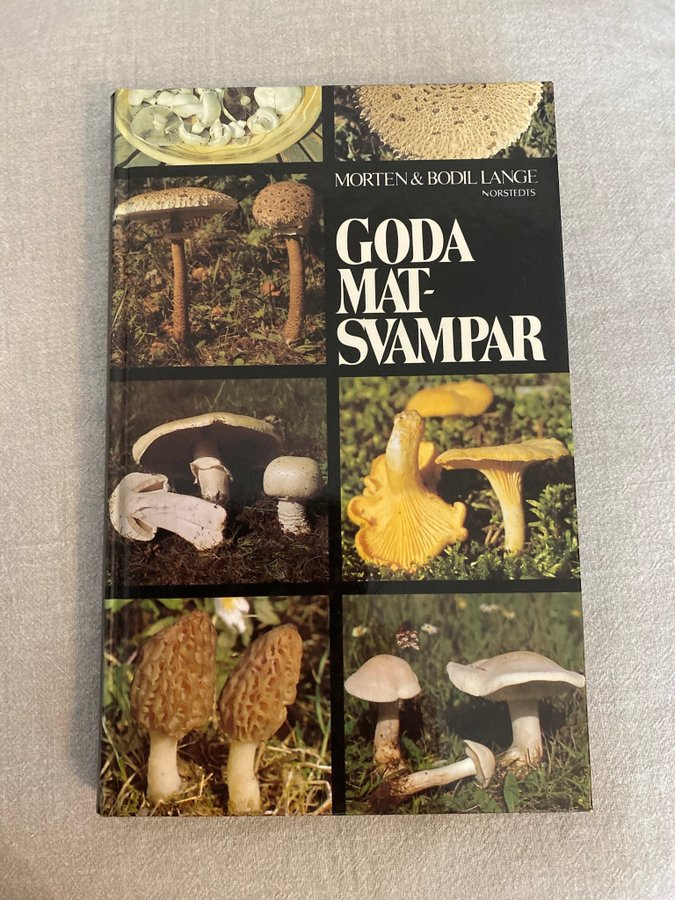 MORTEN & BODIL LANGE
NORSTEDTS
GODA
MAT-
SVAMPAR